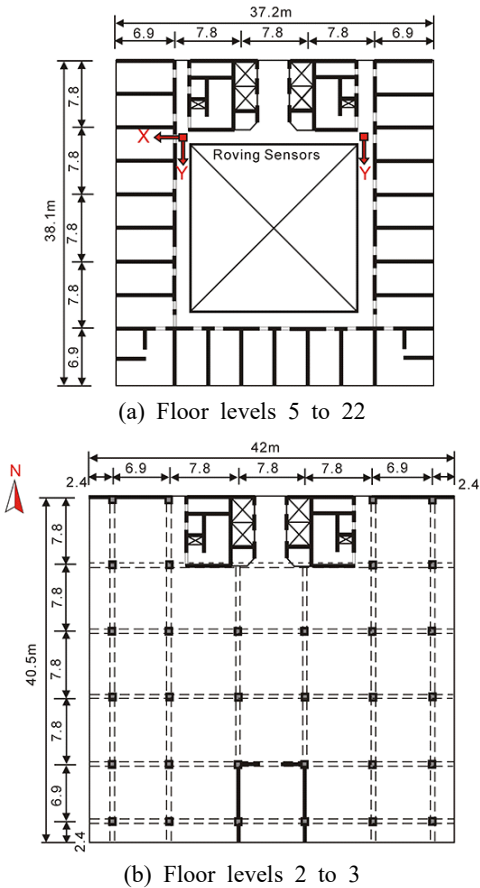 37.2m
6.9 7.8 7.8 7.8 6.9
7.8
X
Roving Sensors
Y Y
7.8
38.1m
7.8
7.8
6.9
(a) Floor levels 5 to 22
42m
N
2.4 6.9 7.8 7.8 7.8 6.9 2.4
7.8
7.8
40.5m
7.8
7.8
6.9
2.4
(b) Floor levels 2 to 3